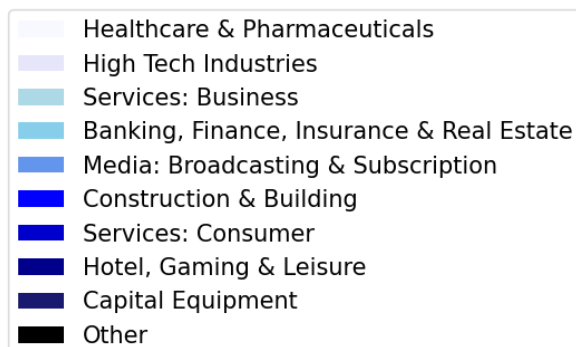 Healthcare & Pharmaceuticals
High Tech Industries
Services: Business
Banking, Finance, Insurance & Real Estate
Media: Broadcasting & Subscription
Construction & Building
Services: Consumer
Hotel, Gaming & Leisure
Capital Equipment
Other